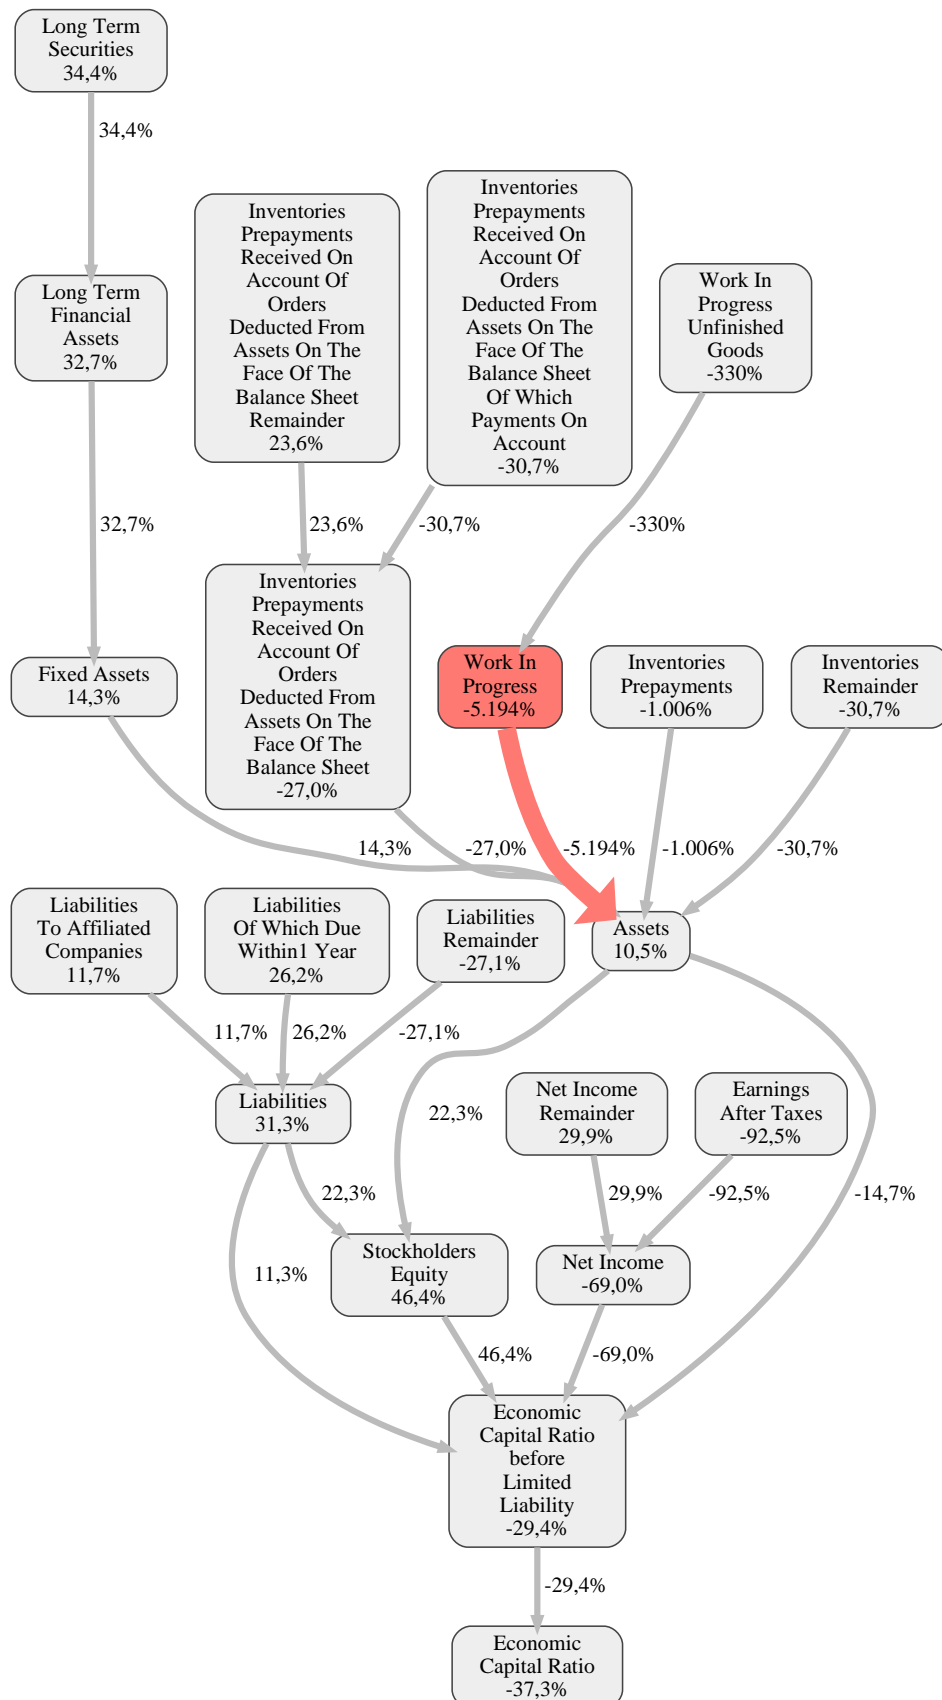 Long Term
Securities
34,4%
34,4%
Long Term
Financial
Assets
32,7%
Inventories
Prepayments
Received On
Account Of
Orders
Deducted From
Assets On The
Face Of The
Balance Sheet
Remainder
23,6%
Inventories
Prepayments
Received On
Account Of
Orders
Deducted From
Assets On The
Face Of The
Balance Sheet
Of Which
Payments On
Account
-30,7%
Work In
Progress
Unfinished
Goods
-330%
32,7%
23,6%
-30,7%
-330%
Fixed Assets
14,3%
Inventories
Prepayments
Received On
Account Of
Orders
Deducted From
Assets On The
Face Of The
Balance Sheet
-27,0%
Work In
Progress
-5.194%
Inventories
Prepayments
-1.006%
Inventories
Remainder
-30,7%
14,3%
-27,0%
-5.194%
-1.006%
-30,7%
Liabilities
To Affiliated
Companies
11,7%
Liabilities
Of Which Due
Within1 Year
26,2%
Liabilities
Remainder
-27,1%
Assets
10,5%
11,7%
26,2%
-27,1%
Liabilities
31,3%
22,3%
Net Income
Remainder
29,9%
Earnings
After Taxes
-92,5%
22,3%
29,9%
-92,5%
-14,7%
11,3%
Stockholders
Equity
46,4%
Net Income
-69,0%
46,4%
-69,0%
Economic
Capital Ratio
before
Limited
Liability
-29,4%
-29,4%
Economic
Capital Ratio
-37,3%